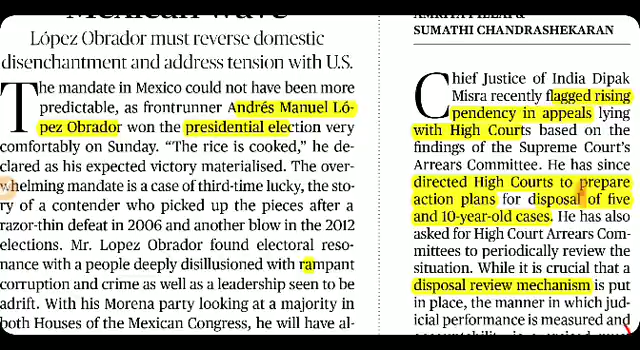 Mexican wave
López Obrador must reverse domestic
disenchantment and address tension with U.S.
The mandate in Mexico could not have been more
predictable, as frontrunner Andrés Manuel Ló-
pez Obrador won the presidential election very
comfortably on Sunday. “The rice is cooked,” he de-
clared as his expected victory materialised. The over-
whelming mandate is a case of third-time lucky, the sto-
ry of a contender who picked up the pieces after a
razor-thin defeat in 2006 and another blow in the 2012
elections. Mr. Lopez Obrador found electoral reso-
nance with a people deeply disillusioned with rampant
corruption and crime as well as a leadership seen to be
adrift. With his Morena party looking at a majority in
both Houses of the Mexican Congress, he will have al-
AMRITA PILLAI &
SUMATHI CHANDRASHEKARAN
Chief Justice of India Dipak
Misra recently flagged rising
pendency in appeals lying
with High Courts based on the
findings of the Supreme Court’s
Arrears Committee. He has since
directed High Courts to prepare
action plans for disposal of five
and 10-year-old cases. He has also
asked for High Court Arrears Com-
mittees to periodically review the
situation. While it is crucial that a
disposal review mechanism is put
in place, the manner in which jud-
icial performance is measured and